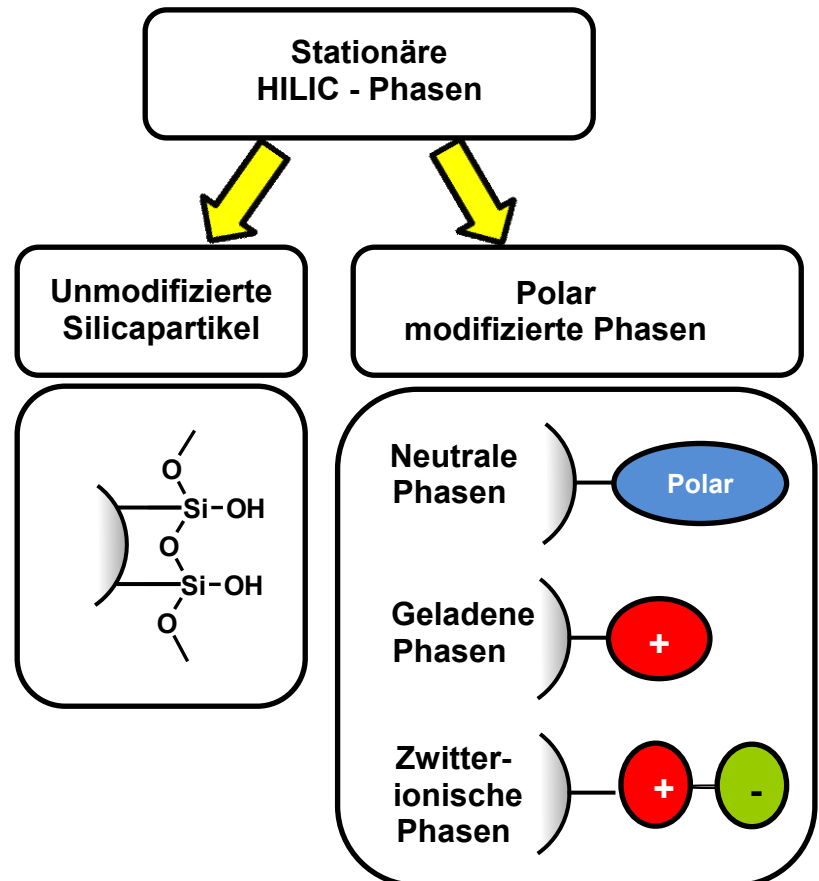 Stationäre
HILIC - Phasen
Unmodifizierte
Silicapartikel
Polar
modifizierte Phasen
O
Si-OH
O
Si-OH
O
Neutrale
Phasen
Polar
Geladene
Phasen
+
Zwitter-
ionische
Phasen
+
-